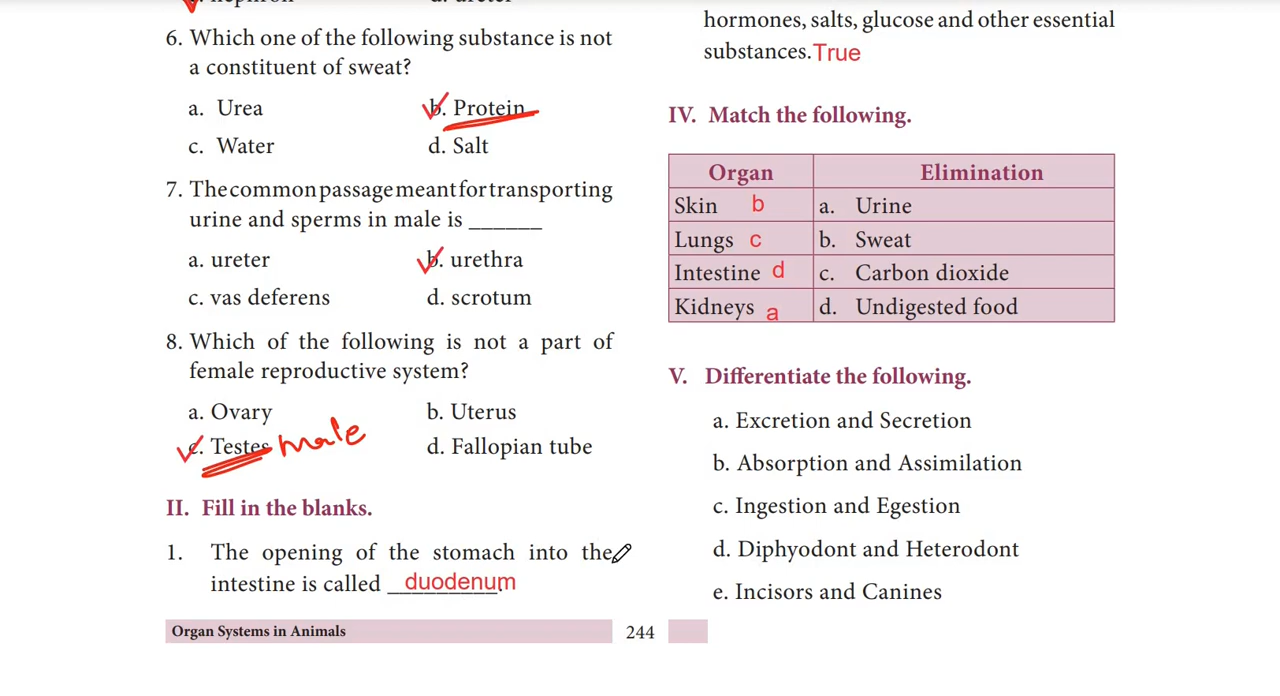 6. Which one of the following substance is not
a constituent of sweat?
a. Urea
b. Protein
c. Water
d. Salt
7. The common passage meant for transporting
urine and sperms in male is ______
a. ureter
b. urethra
c. vas deferens
d. scrotum
8. Which of the following is not a part of
female reproductive system?
a. Ovary
b. Uterus
c. Testes male
d. Fallopian tube
II. Fill in the blanks.
1. The opening of the stomach into the
intestine is called duodenum.
hormones, salts, glucose and other essential
substances. True
IV. Match the following.
Organ Elimination
Skin b a. Urine
Lungs c b. Sweat
Intestine d c. Carbon dioxide
Kidneys a d. Undigested food
V. Differentiate the following.
a. Excretion and Secretion
b. Absorption and Assimilation
c. Ingestion and Egestion
d. Diphyodont and Heterodont
e. Incisors and Canines
Organ Systems in Animals
244